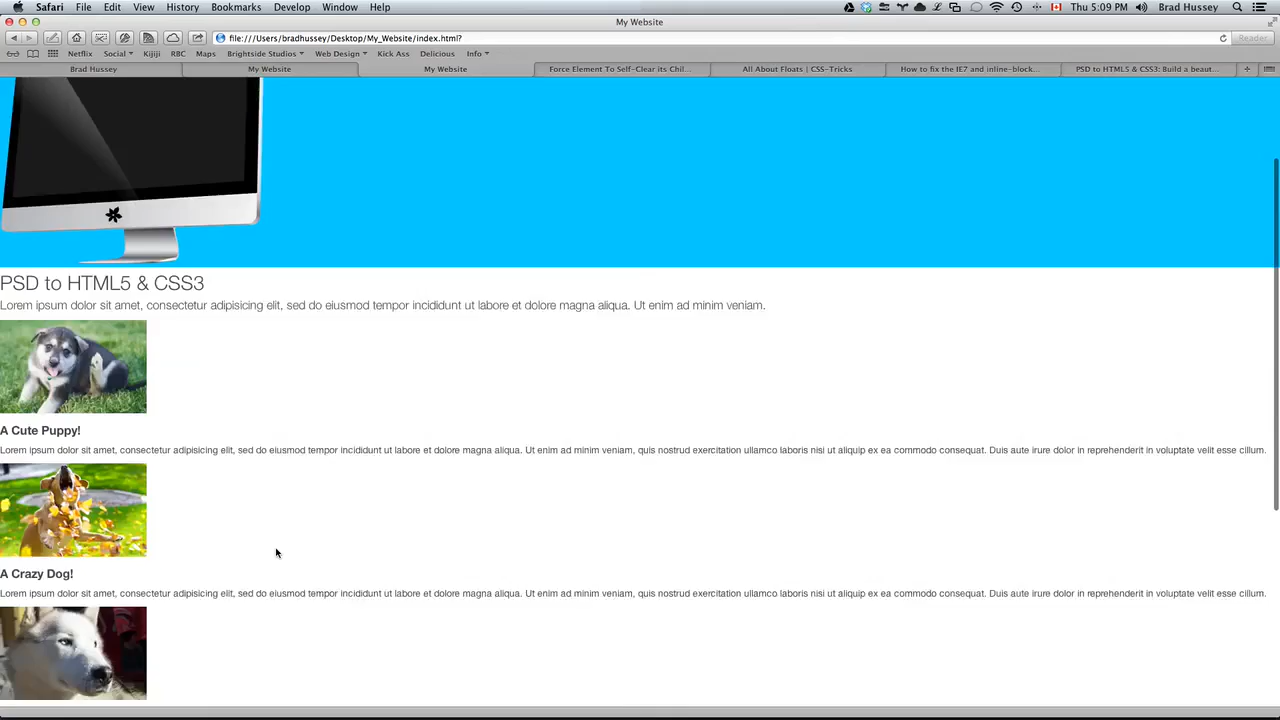 Safari File Edit View History Bookmarks Develop Window Help Thu 5:09 PM Brad Hussey
My Website
file:///Users/bradhussey/Desktop/My_Website/index.html? Reader
Netflix Social Kijiji RBC Maps Brightside Studios Web Design Kick Ass Delicious Info
Brad Hussey My Website My Website Force Element To Self-Clear its Chil... All About Floats | CSS-Tricks How to fix the IE7 and inline-block... PSD to HTML5 & CSS3: Build a beaut...
PSD to HTML5 & CSS3
Lorem ipsum dolor sit amet, consectetur adipisicing elit, sed do eiusmod tempor incididunt ut labore et dolore magna aliqua. Ut enim ad minim veniam.
A Cute Puppy!
Lorem ipsum dolor sit amet, consectetur adipisicing elit, sed do eiusmod tempor incididunt ut labore et dolore magna aliqua. Ut enim ad minim veniam, quis nostrud exercitation ullamco laboris nisi ut aliquip ex ea commodo consequat. Duis aute irure dolor in reprehenderit in voluptate velit esse cillum.
A Crazy Dog!
Lorem ipsum dolor sit amet, consectetur adipisicing elit, sed do eiusmod tempor incididunt ut labore et dolore magna aliqua. Ut enim ad minim veniam, quis nostrud exercitation ullamco laboris nisi ut aliquip ex ea commodo consequat. Duis aute irure dolor in reprehenderit in voluptate velit esse cillum.